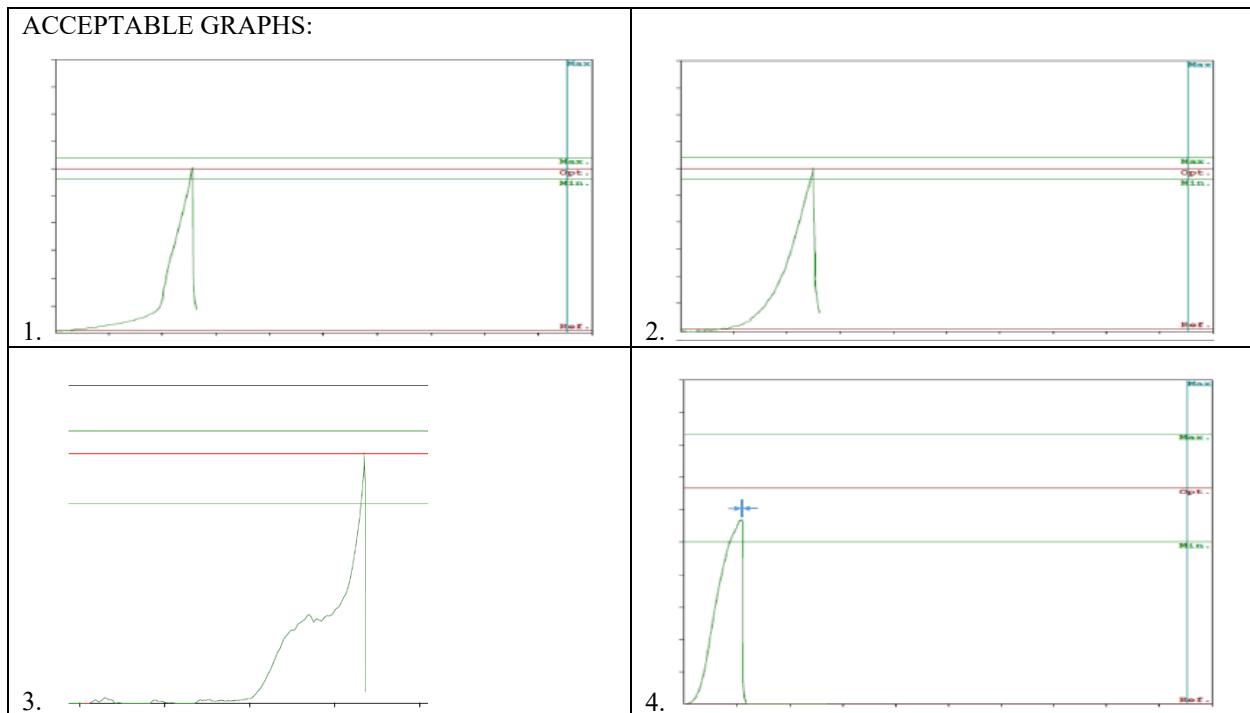 ACCEPTABLE GRAPHS:
Max
Max.
Opt.
Min.
Ref.
1.
Max
Max.
Opt.
Min.
Ref.
2.
3.
Max
Max.
Opt.
Min.
Ref.
4.